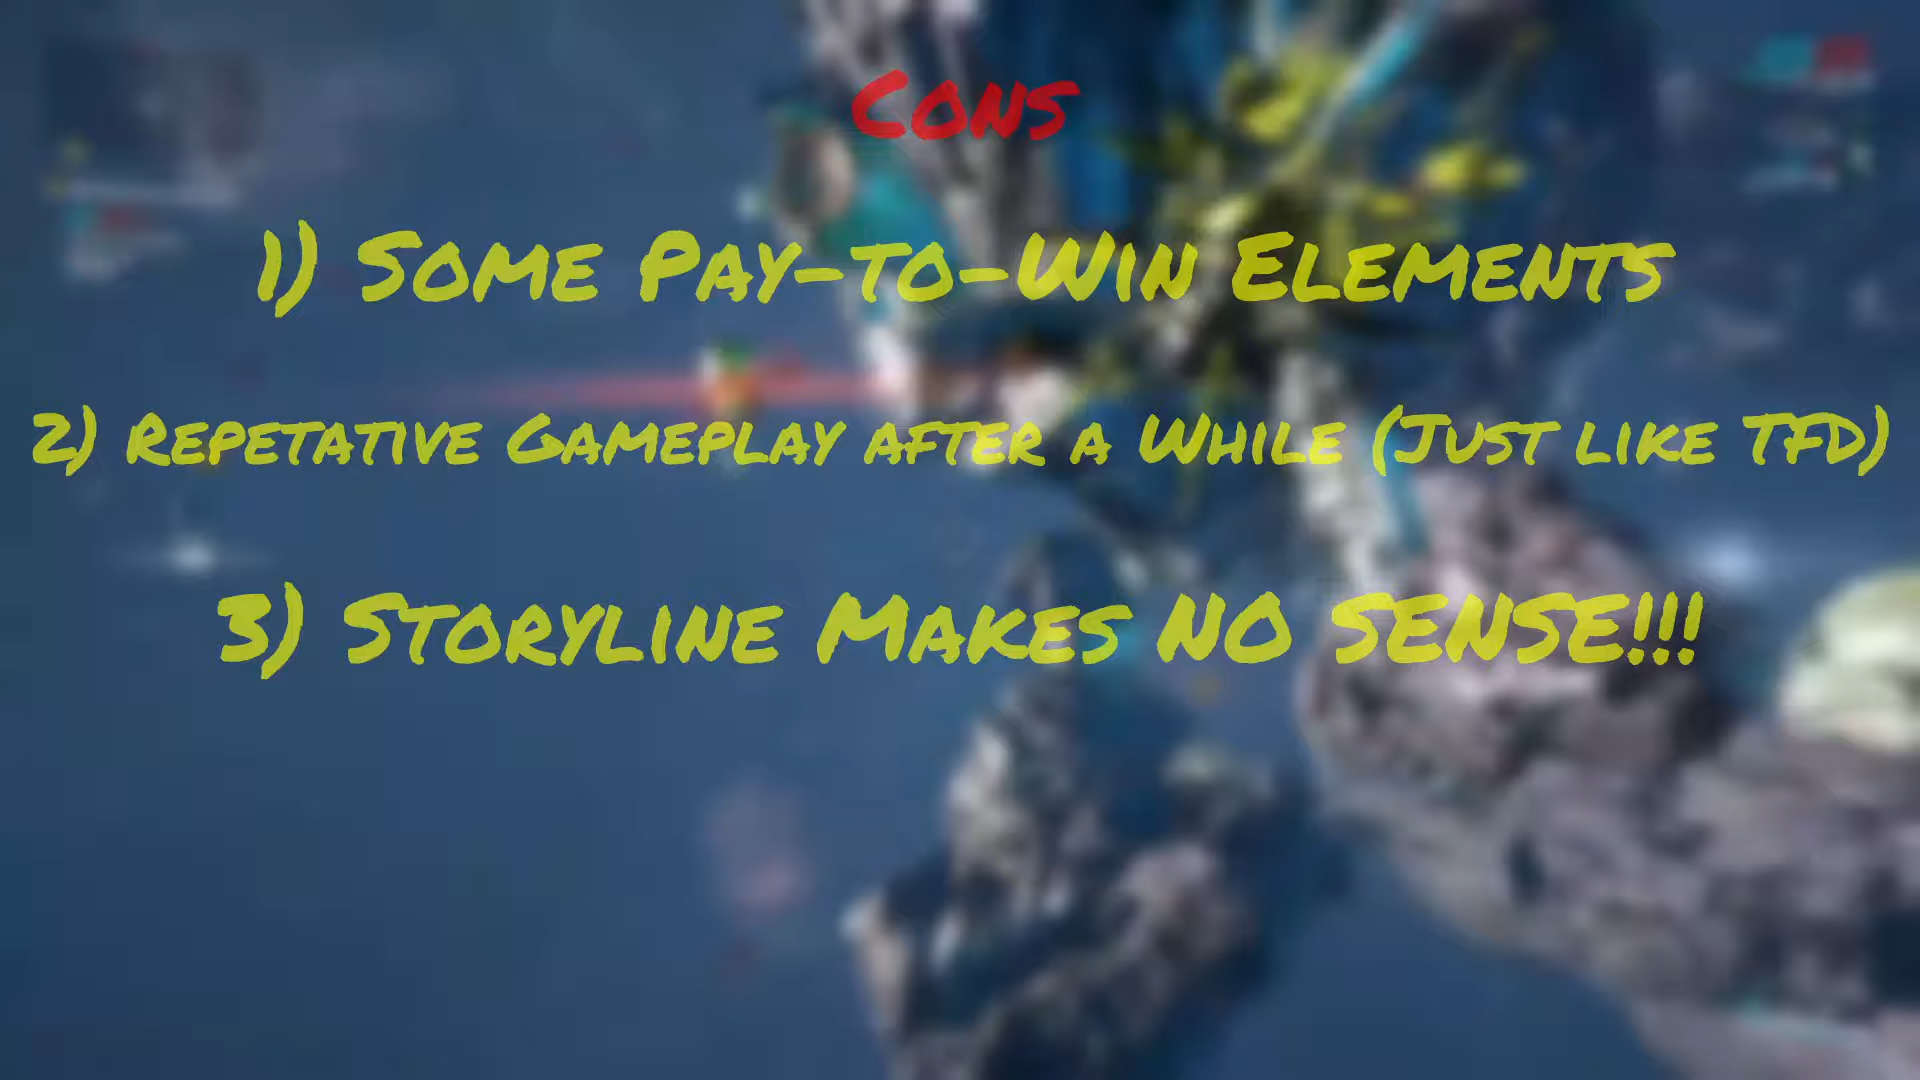 Cons
1) Some Pay-to-Win Elements
2) Repetative Gameplay after a While (Just like TFD)
3) Storyline Makes NO SENSE!!!